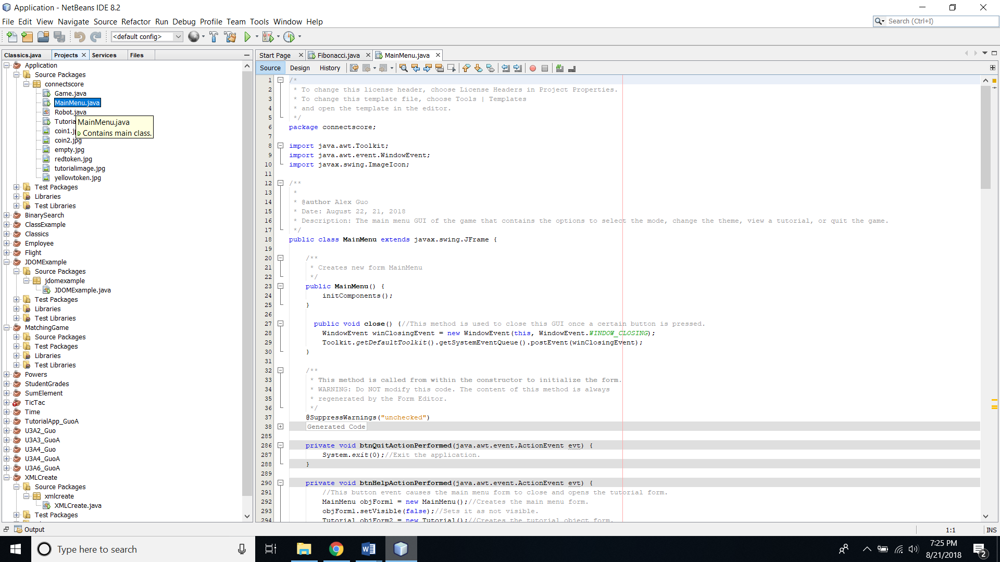 Application - NetBeans IDE 8.2
File Edit View Navigate Source Refactor Run Debug Profile Team Tools Window Help
Search (Ctrl+I)
<default config>
Classics.java Projects Services Files
Start Page Fibonacci.java MainMenu.java
Source Design History
Application
Source Packages
connectscore
Game.java
MainMenu.java
Robot.java
Tutoria
coin1.j
coin2.jpg
empty.jpg
redtoken.jpg
tutorialimage.jpg
yellowtoken.jpg
MainMenu.java
Contains main class.
Test Packages
Libraries
Test Libraries
BinarySearch
ClassExample
Classics
Employee
Flight
JDOMExample
Source Packages
jdomexample
JDOMExample.java
Test Packages
Libraries
Test Libraries
MatchingGame
Source Packages
Test Packages
Libraries
Test Libraries
Powers
StudentGrades
SumElement
TicTac
Time
TutorialApp_GuoA
U3A2_Guo
U3A3_GuoA
U3A4_Guo
U3A4_GuoA
U3A6_GuoA
XMLCreate
Source Packages
xmlcreate
XMLCreate.java
Test Packages
1 /*
2 * To change this license header, choose License Headers in Project Properties.
3 * To change this template file, choose Tools | Templates
4 * and open the template in the editor.
5 */
6 package connectscore;
7
8 import java.awt.Toolkit;
9 import java.awt.event.WindowEvent;
10 import javax.swing.ImageIcon;
11
12 /**
13 *
14 * @author Alex Guo
15 * Date: August 22, 21, 2018
16 * Description: The main menu GUI of the game that contains the options to select the mode, change the theme, view a tutorial, or quit the game.
17 */
18 public class MainMenu extends javax.swing.JFrame {
19
20 /**
21 * Creates new form MainMenu
22 */
23 public MainMenu() {
24 initComponents();
25 }
26
27 public void close() {//This method is used to close this GUI once a certain button is pressed.
28 WindowEvent winClosingEvent = new WindowEvent(this, WindowEvent.WINDOW_CLOSING);
29 Toolkit.getDefaultToolkit().getSystemEventQueue().postEvent(winClosingEvent);
30 }
31
32 /**
33 * This method is called from within the constructor to initialize the form.
34 * WARNING: Do NOT modify this code. The content of this method is always
35 * regenerated by the Form Editor.
36 */
37 @SuppressWarnings("unchecked")
38 Generated Code
285
286 private void btnQuitActionPerformed(java.awt.event.ActionEvent evt) {
287 System.exit(0);//Exit the application.
288 }
289
290 private void btnHelpActionPerformed(java.awt.event.ActionEvent evt) {
291 //This button event causes the main menu form to close and opens the tutorial form.
292 MainMenu objForm1 = new MainMenu();//Creates the main menu form.
293 objForm1.setVisible(false);//Sets it as not visible.
294 Tutorial objForm2 = new Tutorial();//Creates the tutorial object form.
Output
1:1 INS
Type here to search
7:25 PM
8/21/2018
2